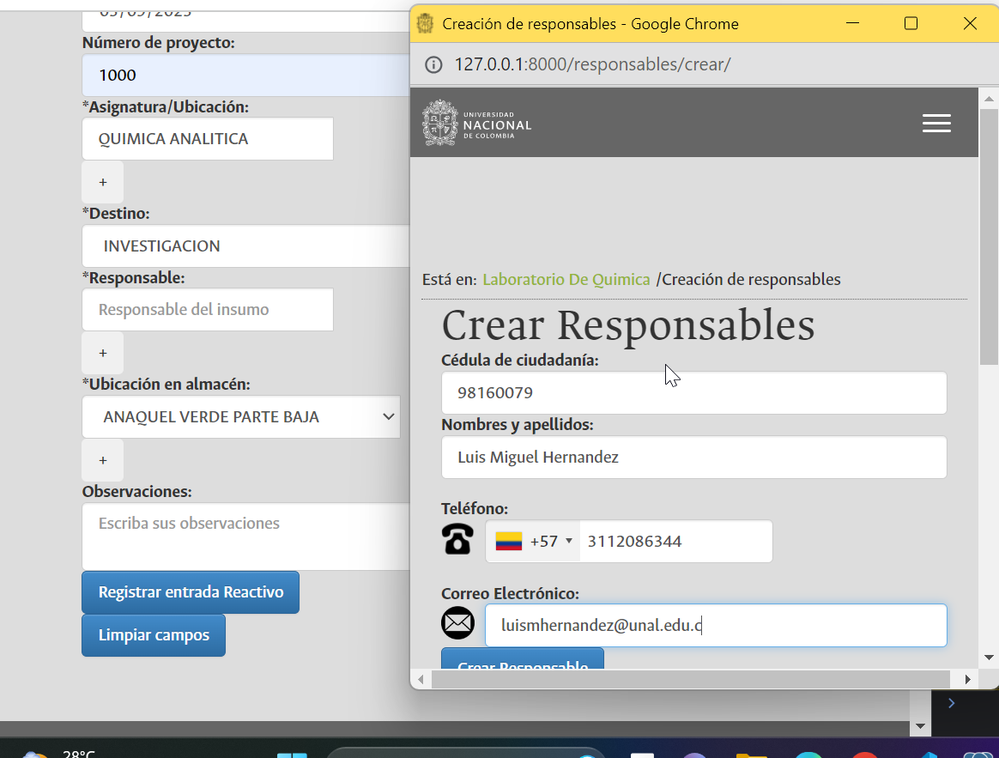 03/09/2023
Número de proyecto:
1000
*Asignatura/Ubicación:
QUIMICA ANALITICA
+
*Destino:
INVESTIGACION
*Responsable:
Responsable del insumo
+
*Ubicación en almacén:
ANAQUEL VERDE PARTE BAJA
+
Observaciones:
Escriba sus observaciones
Registrar entrada Reactivo
Limpiar campos
28°C
Creación de responsables - Google Chrome
127.0.0.1:8000/responsables/crear/
UNIVERSIDAD
NACIONAL
DE COLOMBIA
Está en: Laboratorio De Quimica /Creación de responsables
Crear Responsables
Cédula de ciudadanía:
98160079
Nombres y apellidos:
Luis Miguel Hernandez
Teléfono:
+57 3112086344
Correo Electrónico:
luismhernandez@unal.edu.c
Crear Responsable